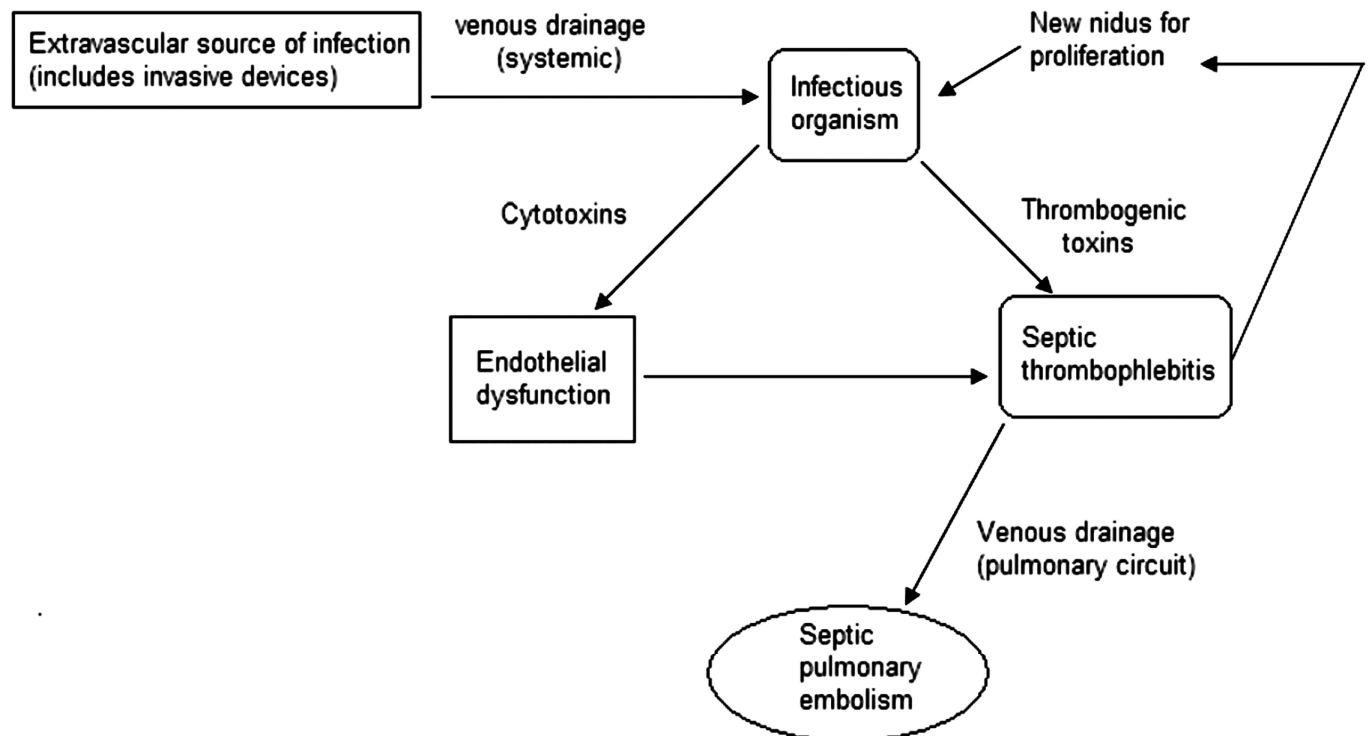 Extravascular source of infection
(includes invasive devices)
venous drainage
(systemic)
Infectious
organism
New nidus for
proliferation
Cytotoxins
Thrombogenic
toxins
Endothelial
dysfunction
Septic
thrombophlebitis
Venous drainage
(pulmonary circuit)
Septic
pulmonary
embolism